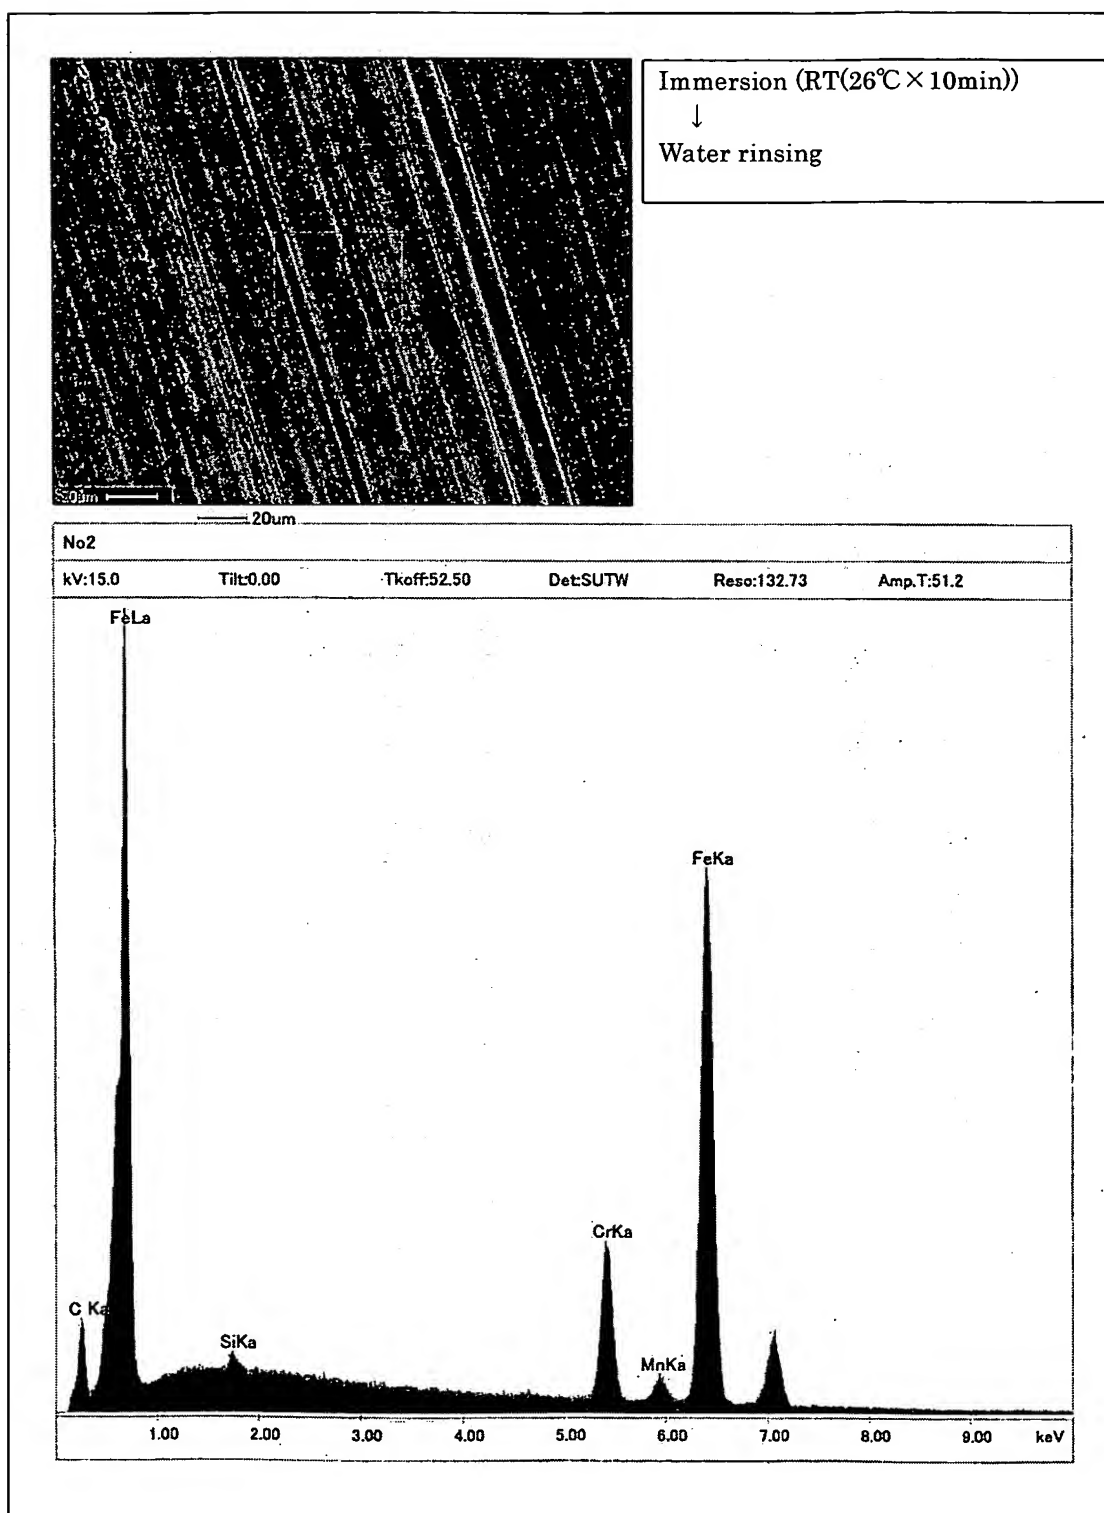 Immersion (RT(26℃×10min))
↓
Water rinsing
20um
No2
kV:15.0 Tilt:0.00 Tkoff:52.50 Det:SUTW Reso:132.73 Amp.T:51.2
FeLa
FeKa
CrKa
C Ka
SiKa
MnKa
1.00 2.00 3.00 4.00 5.00 6.00 7.00 8.00 9.00 keV